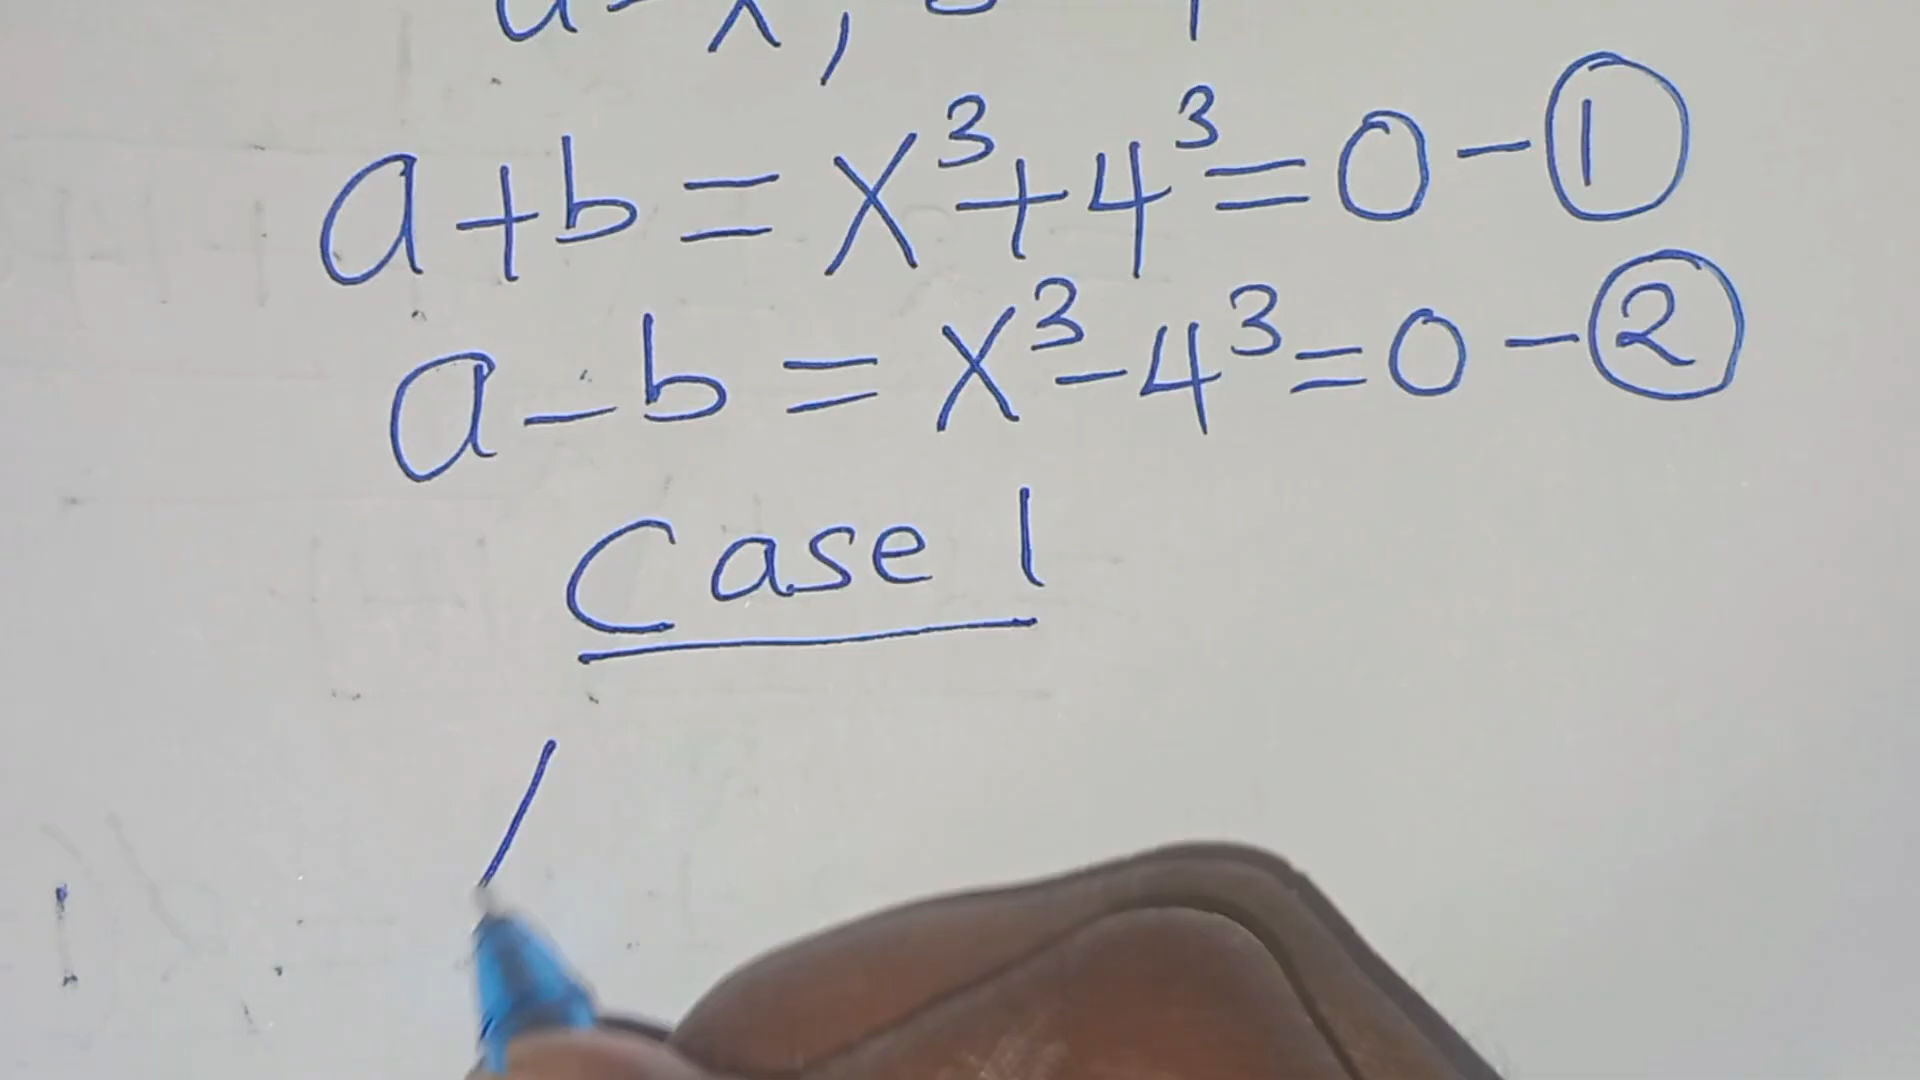 a+b = x³+4³=0 - ①
a-b = x³-4³=0 - ②
Case 1